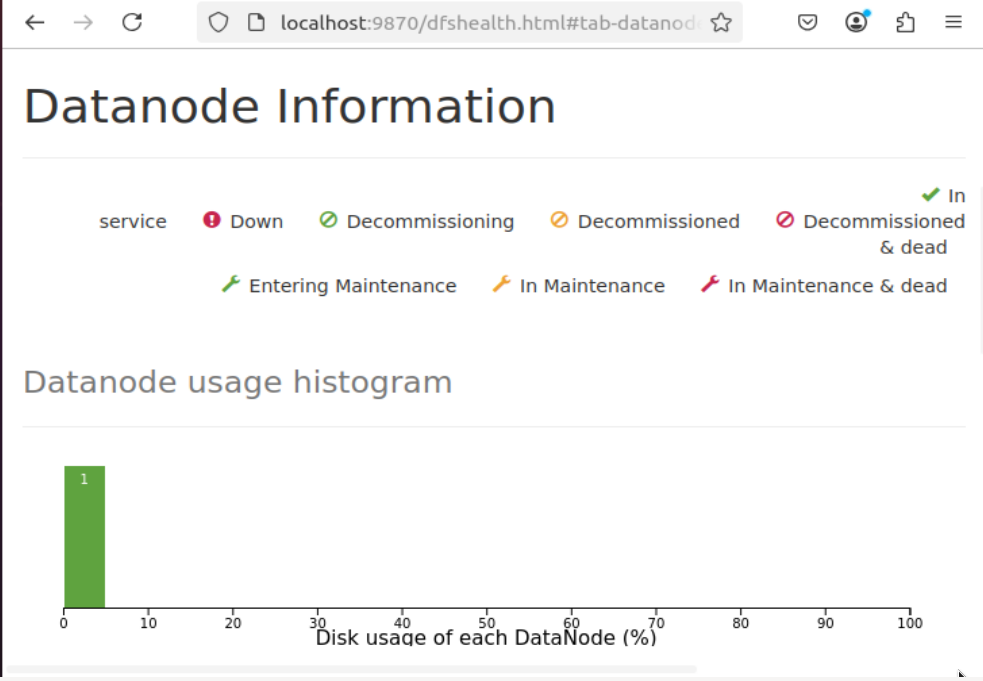 localhost:9870/dfshealth.html#tab-datanod
Datanode Information
In
service Down Decommissioning Decommissioned Decommissioned
& dead
Entering Maintenance In Maintenance In Maintenance & dead
Datanode usage histogram
1
0 10 20 30 40 50 60 70 80 90 100
Disk usage of each DataNode (%)